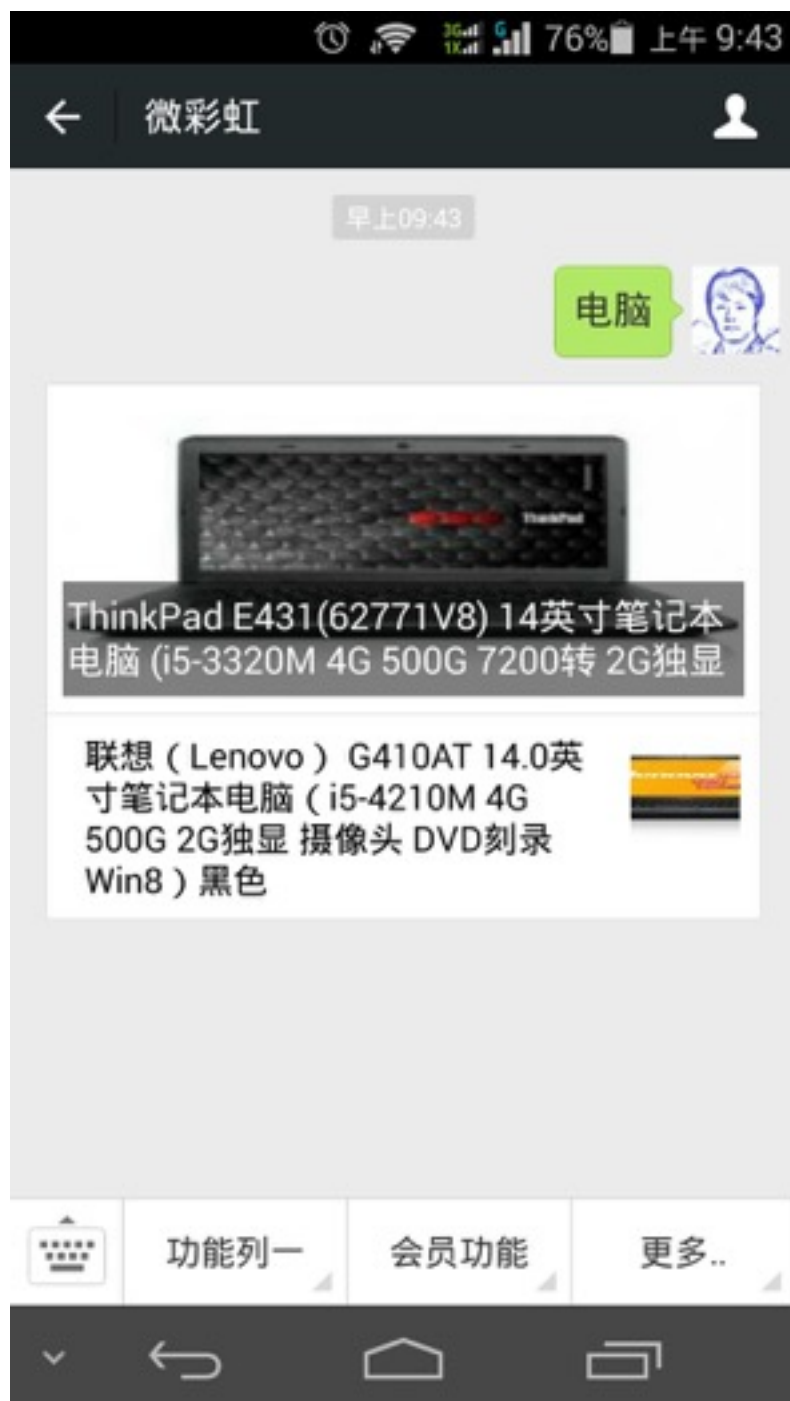 3G
1X
G
76% 上午 9:43
微彩虹
早上09:43
电脑
ThinkPad
ThinkPad E431(62771V8) 14英寸笔记本
电脑 (i5-3320M 4G 500G 7200转 2G独显
联想（Lenovo） G410AT 14.0英
寸笔记本电脑（i5-4210M 4G
500G 2G独显 摄像头 DVD刻录
Win8）黑色
功能列一
会员功能
更多..